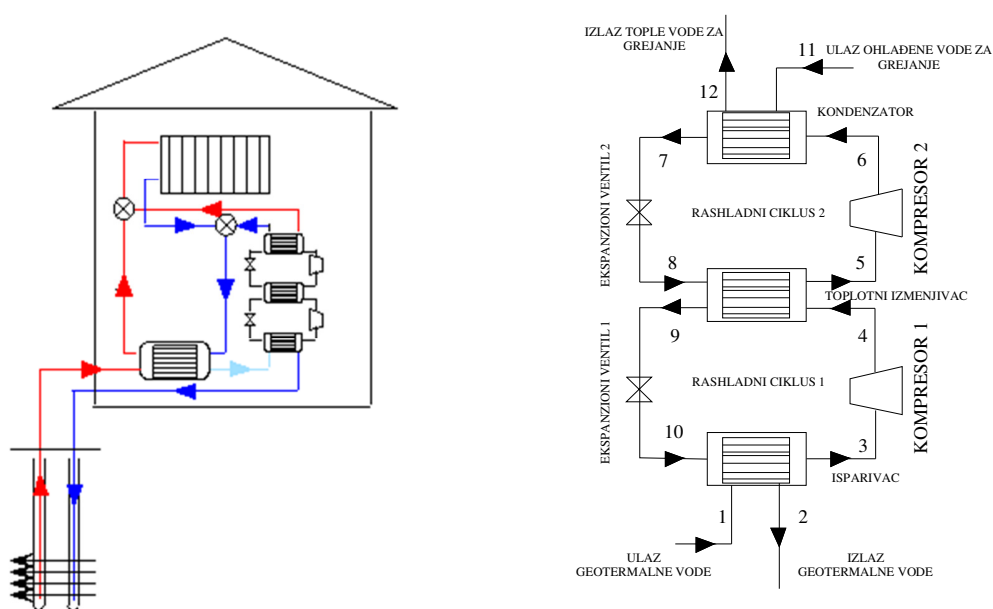 IZLAZ TOPLE VODE ZA
GREJANJE
11
ULAZ OHLAĐENE VODE ZA
GREJANJE
12
KONDENZATOR
7
6
EKSPANZIONI VENTIL 2
RASHLADNI CIKLUS 2
KOMPRESOR 2
8
5
TOPLOTNI IZMENJIVAC
9
4
EKSPANZIONI VENTIL 1
RASHLADNI CIKLUS 1
KOMPRESOR 1
10
3
ISPARIVAC
1
2
ULAZ
GEOTERMALNE VODE
IZLAZ
GEOTERMALNE VODE